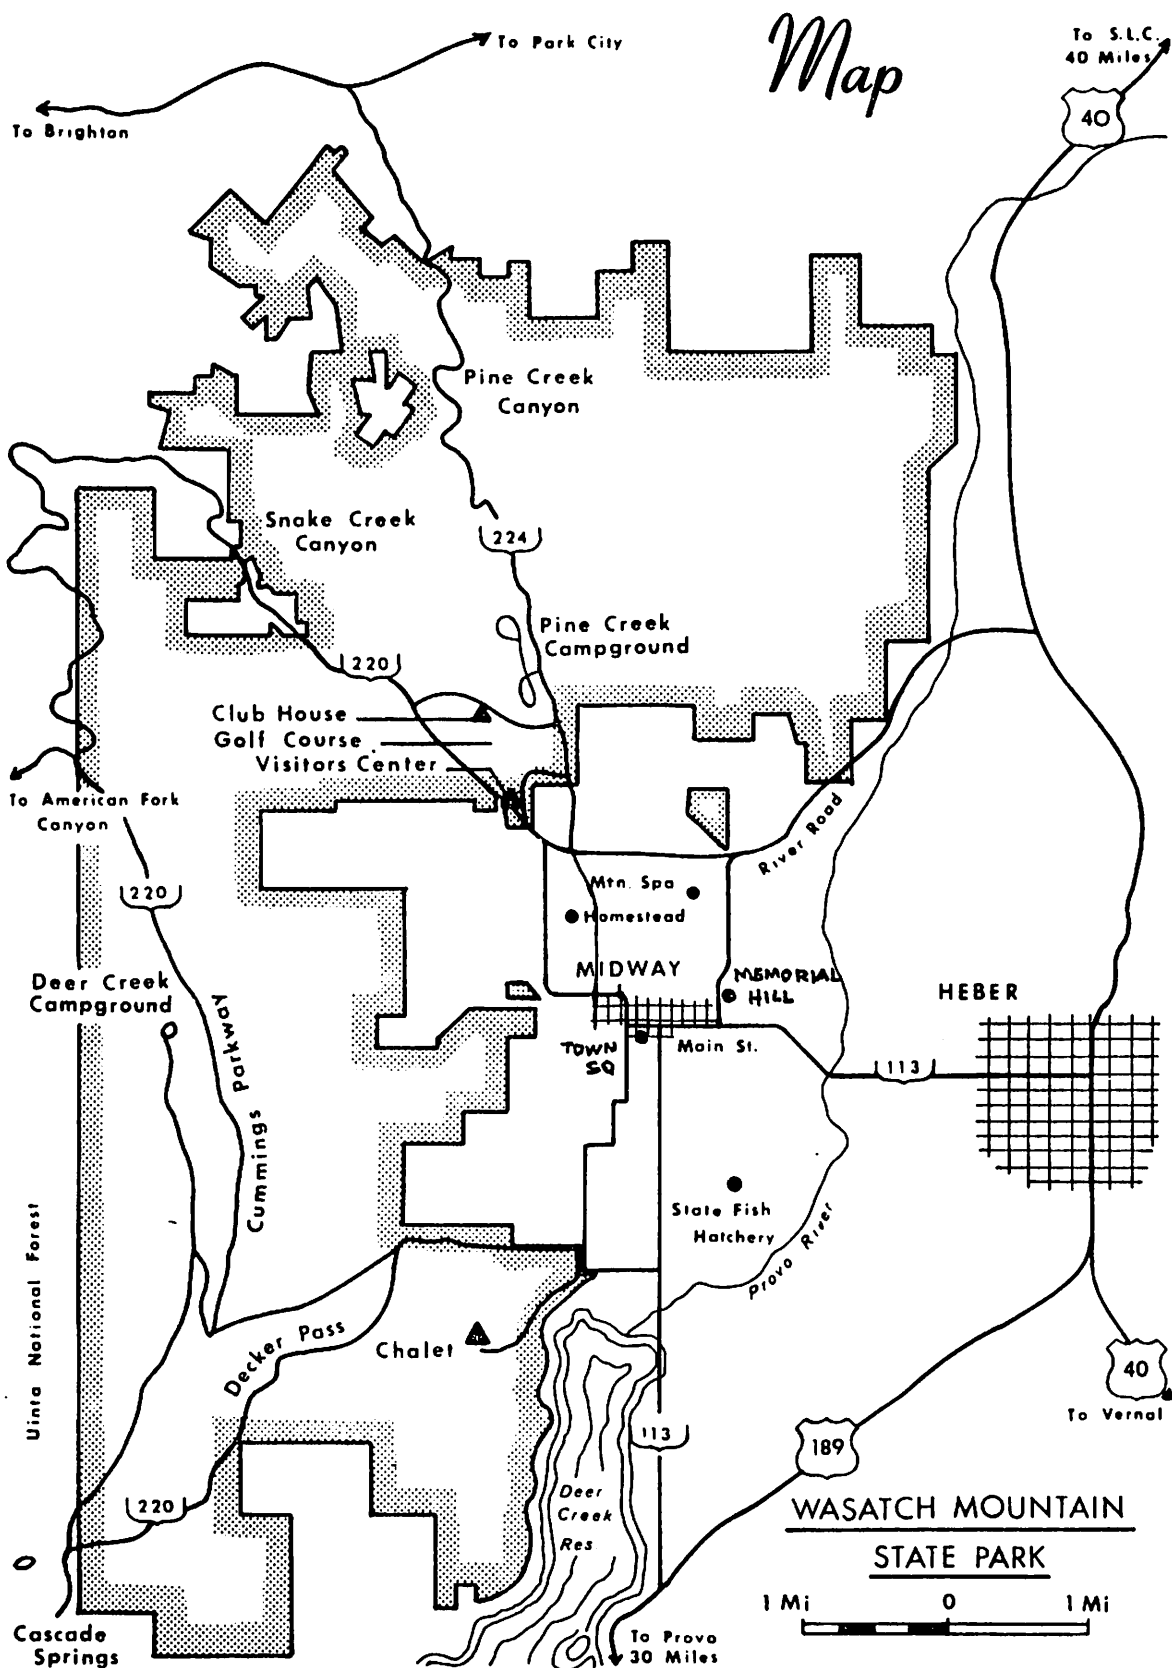 Map
To Park City
To S.L.C.
40 Miles
40
To Brighton
Pine Creek
Canyon
Snake Creek
Canyon
224
Pine Creek
Campground
220
Club House
Golf Course
Visitors Center
To American Fork
Canyon
River Road
220
Mtn. Spa
Homestead
Deer Creek
Campground
MIDWAY
MEMORIAL
HILL
HEBER
Cummings Parkway
TOWN
SQ
Main St.
113
State Fish
Hatchery
Provo River
Uinta National Forest
Decker Pass
Chalet
40
To Vernal
113
189
Deer
Creek
Res
220
WASATCH MOUNTAIN
STATE PARK
1 Mi 0 1 Mi
Cascade
Springs
To Provo
30 Miles